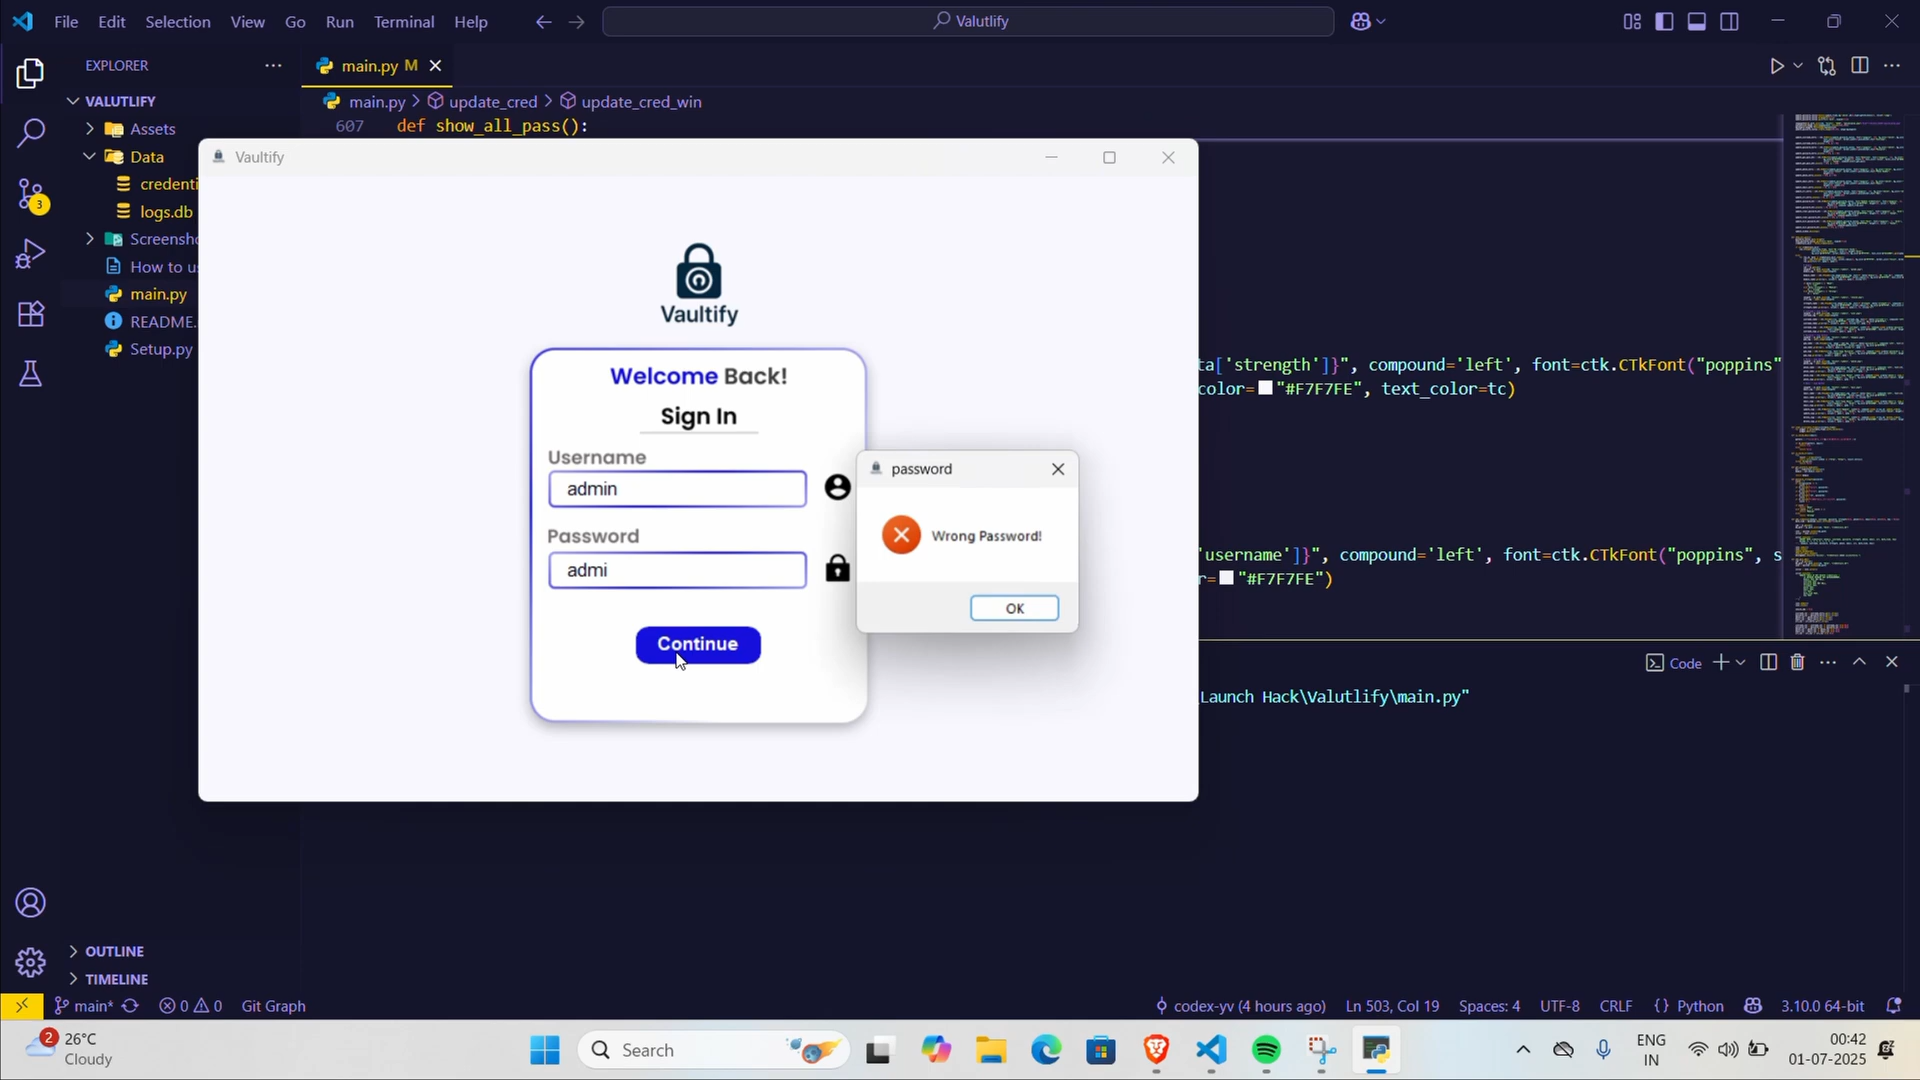 File Edit Selection View Go Run Terminal Help
Valutlify
EXPLORER
main.py M
VALUTLIFY
main.py > update_cred > update_cred_win
Assets
607 def show_all_pass():
Data
credenti
logs.db
Screensho
How to u
main.py
README.
Setup.py
Vaultify
Vaultify
Welcome Back!
Sign In
Username
admin
Password
admi
Continue
password
Wrong Password!
OK
ta['strength']}", compound='left', font=ctk.CTkFont("poppins"
color= "#F7F7FE", text_color=tc)
'username']}", compound='left', font=ctk.CTkFont("poppins", s
r= "#F7F7FE")
Code
Launch Hack\Valutlify\main.py"
OUTLINE
TIMELINE
3
main* 0 0 Git Graph
codex-yv (4 hours ago) Ln 503, Col 19 Spaces: 4 UTF-8 CRLF {} Python 3.10.0 64-bit
2
26°C
Cloudy
Search
ENG
IN
00:42
01-07-2025